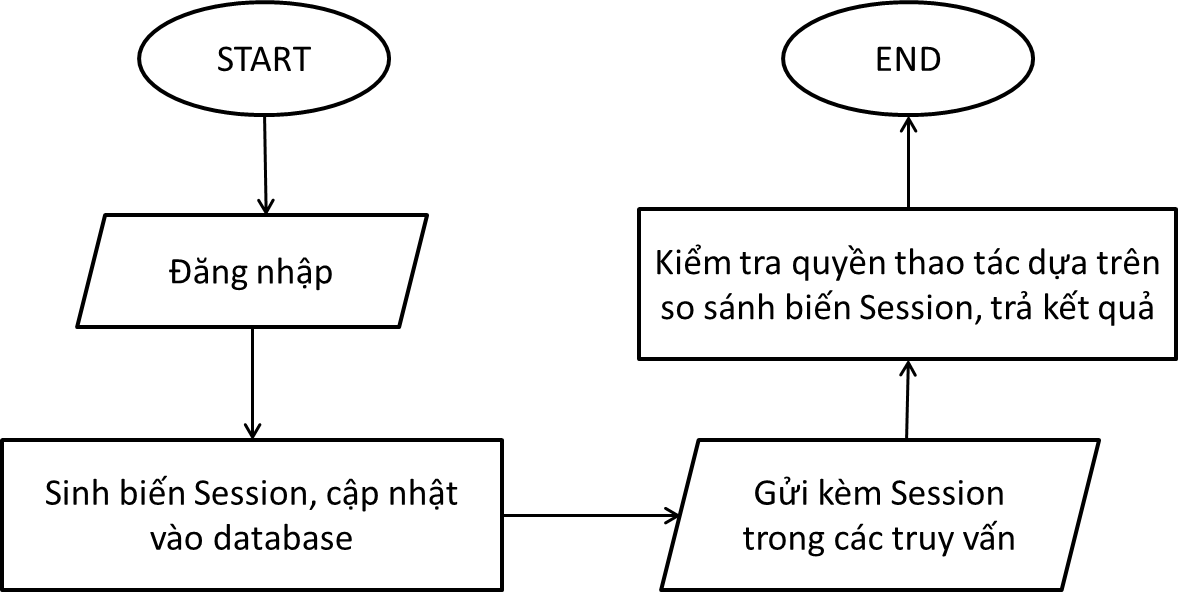 START
Đăng nhập
Sinh biến Session, cập nhật
vào database
Gửi kèm Session
trong các truy vấn
Kiểm tra quyền thao tác dựa trên
so sánh biến Session, trả kết quả
END